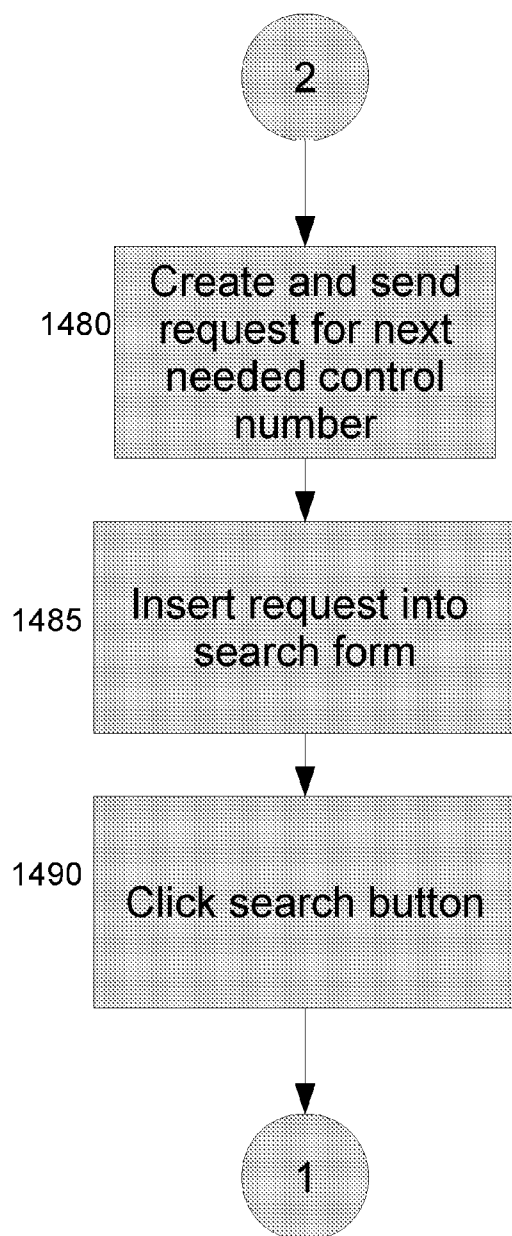 2
1480
Create and send
request for next
needed control
number
1485
Insert request into
search form
1490
Click search button
1